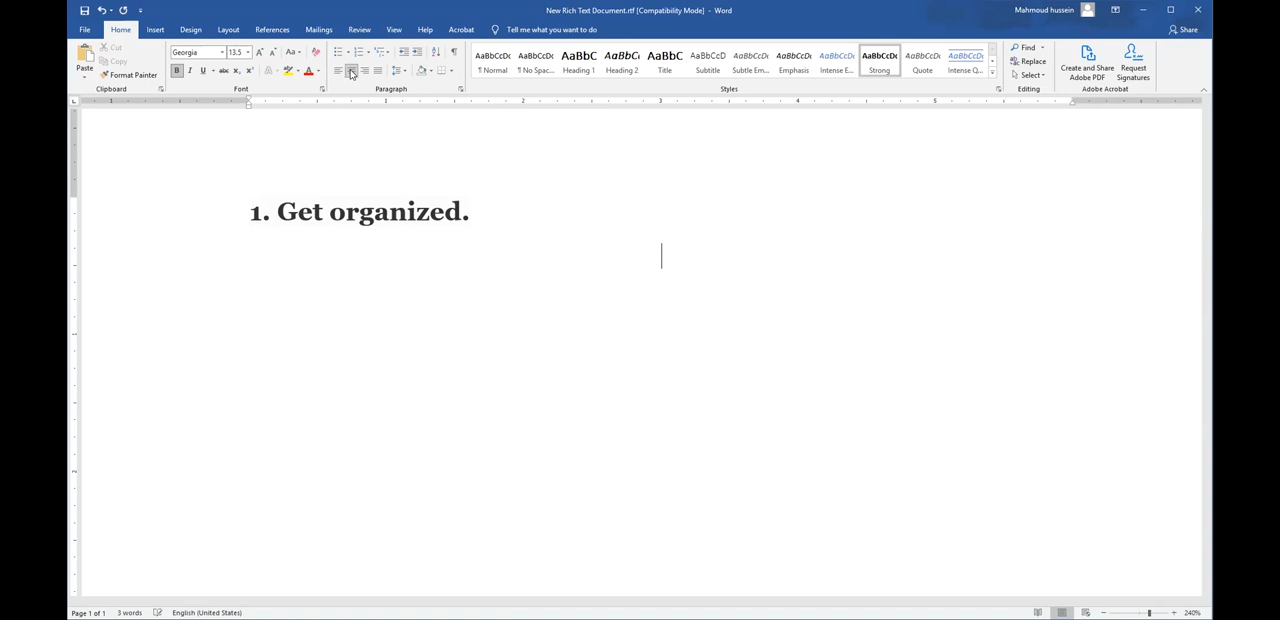 New Rich Text Document.rtf [Compatibility Mode] - Word
Mahmoud hussein
File Home Insert Design Layout References Mailings Review View Help Acrobat Tell me what you want to do Share
Paste
Cut
Copy
Format Painter
Clipboard
Georgia 13.5
Font
Paragraph
AaBbCcDc AaBbCcDc AaBbC AaBbC AaBbC AaBbCcD AaBbCcDc AaBbCcDc AaBbCcDc AaBbCcDc AaBbCcDc AaBbCcDc
¶ Normal ¶ No Spac... Heading 1 Heading 2 Title Subtitle Subtle Em... Emphasis Intense E... Strong Quote Intense Q...
Styles
Find
Replace
Select
Editing
Create and Share
Adobe PDF
Request
Signatures
Adobe Acrobat
1. Get organized.
Page 1 of 1 3 words English (United States) 240%